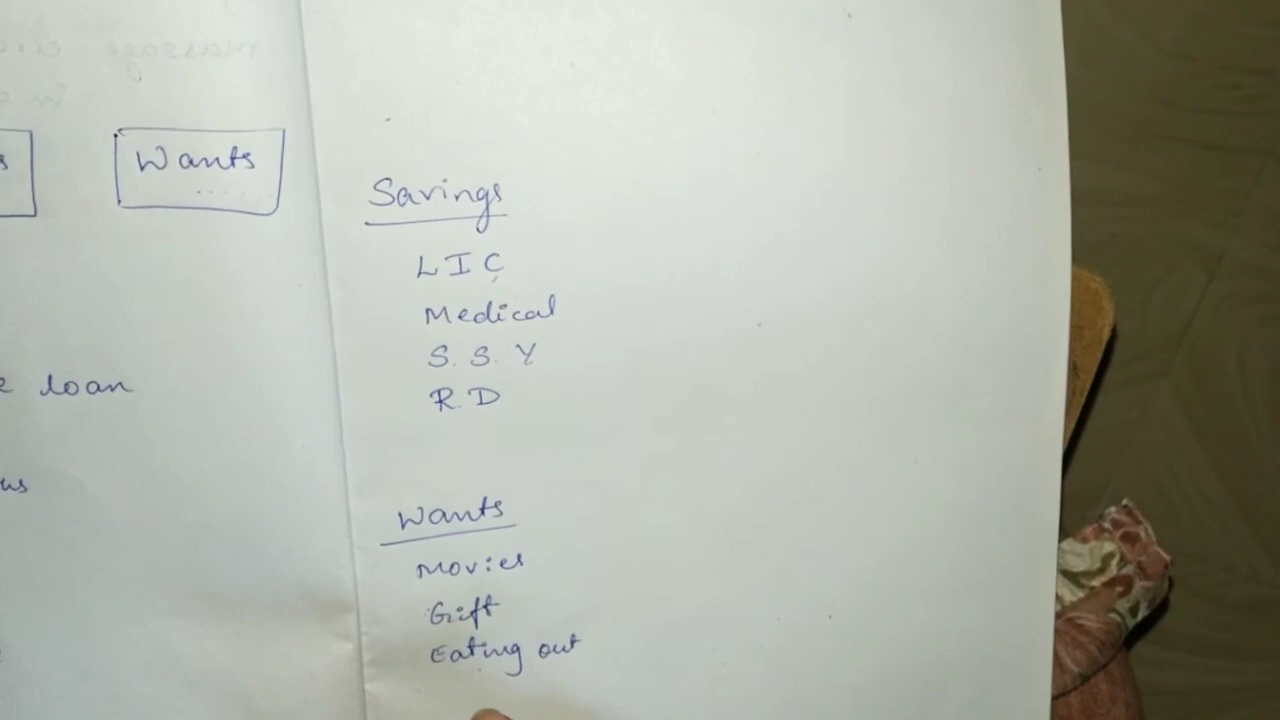 Wants
loan
Savings
LIC
Medical
S. S. Y
R.D
Wants
Movies
Gift
Eating out